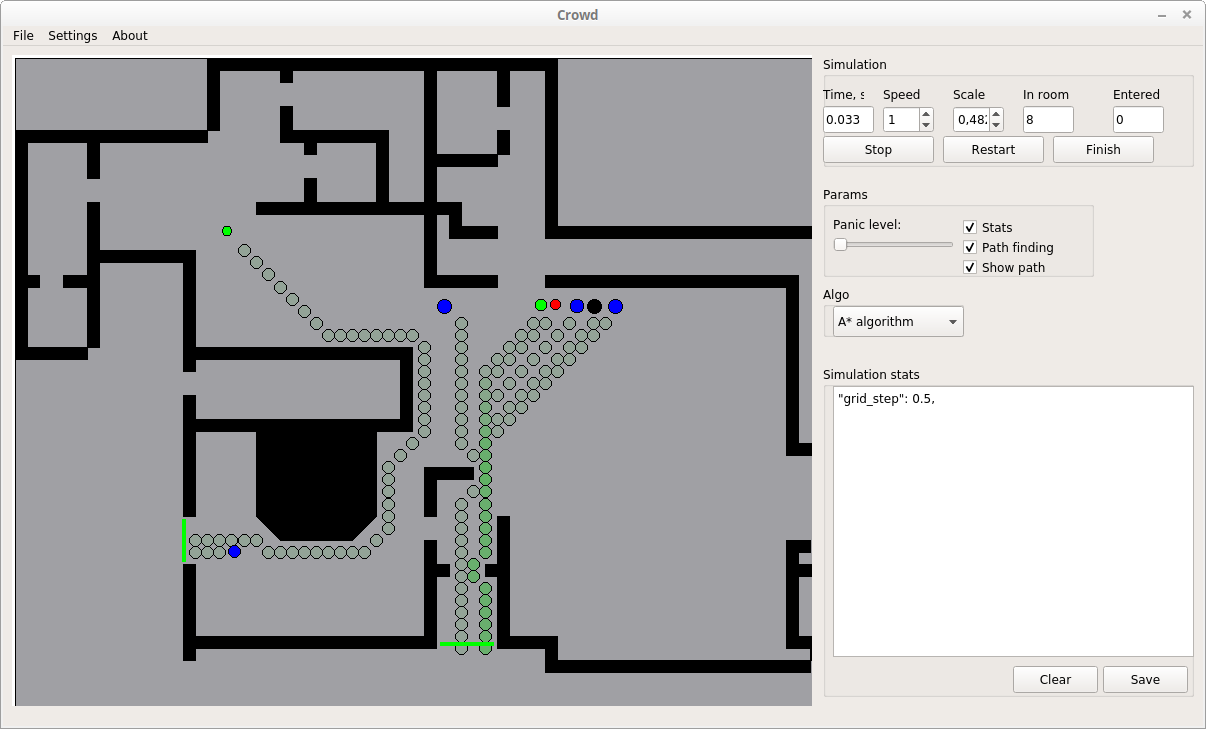 Crowd
File Settings About
Simulation
Time, s Speed Scale In room Entered
0.033 1 0,482 8 0
Stop Restart Finish
Params
Panic level:
Stats
Path finding
Show path
Algo
A* algorithm
Simulation stats
"grid_step": 0.5,
Clear Save